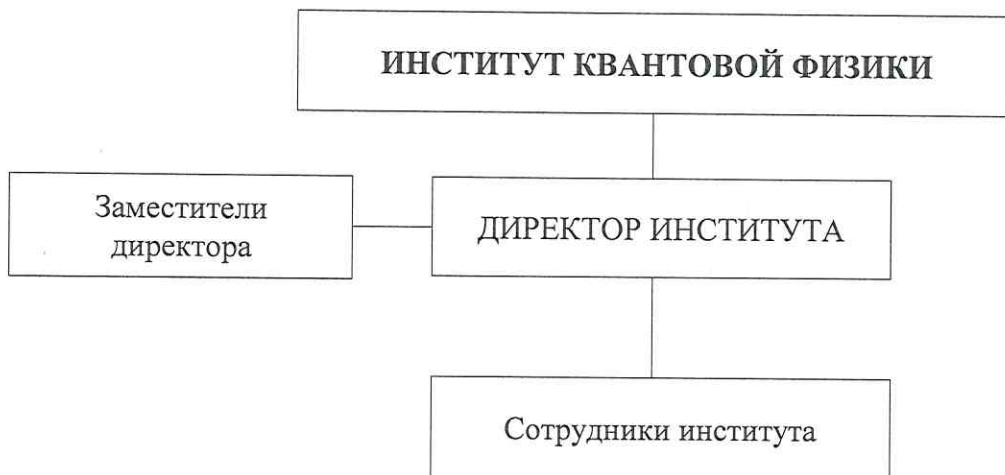 ИНСТИТУТ КВАНТОВОЙ ФИЗИКИ
Заместители
директора
ДИРЕКТОР ИНСТИТУТА
Сотрудники института